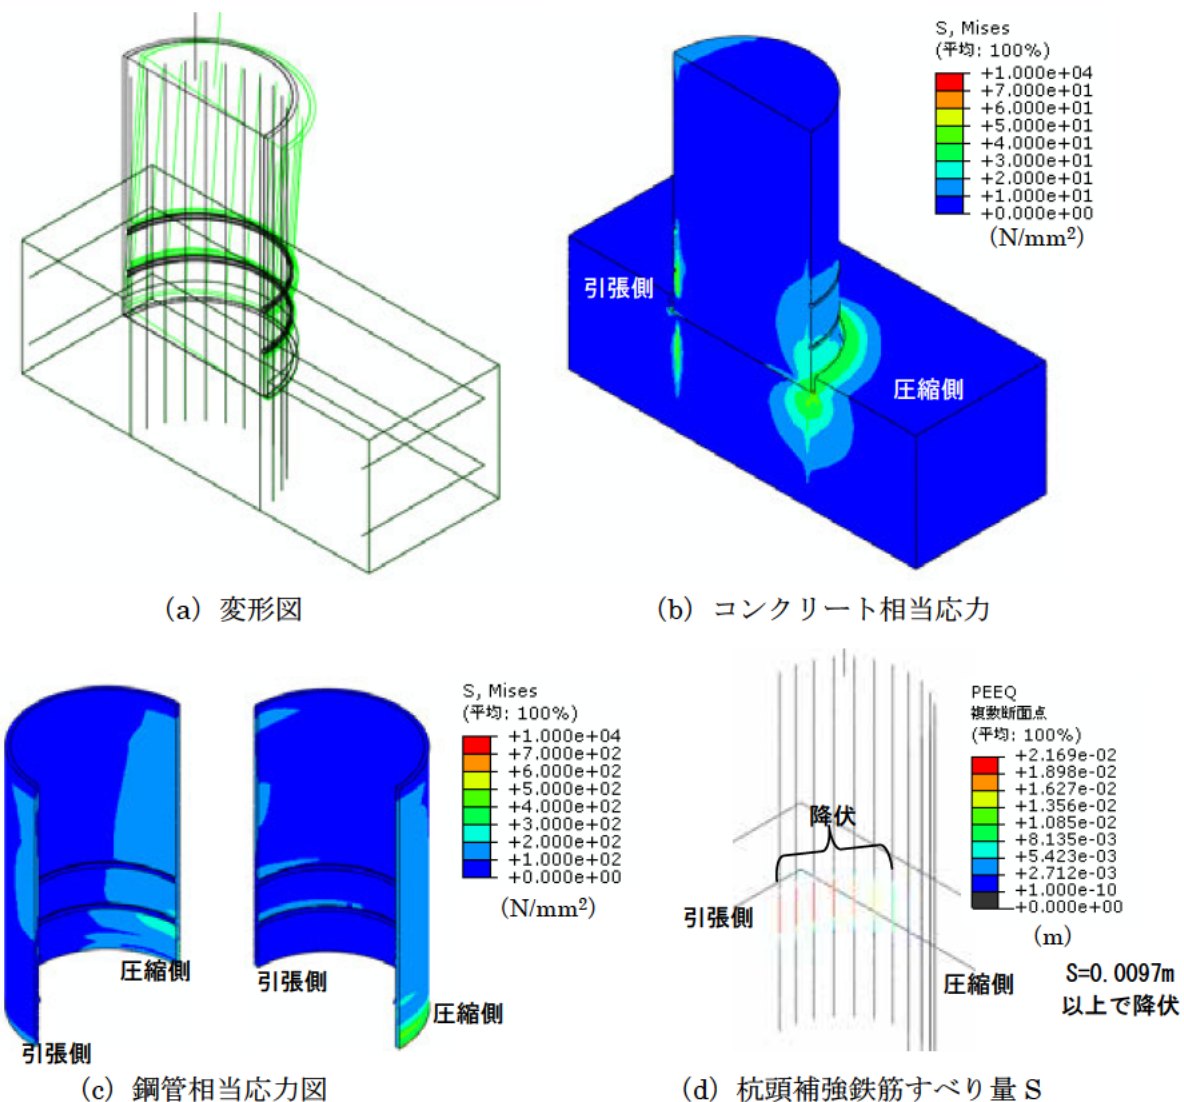 S, Mises
(平均: 100%)
+1.000e+04
+7.000e+01
+6.000e+01
+5.000e+01
+4.000e+01
+3.000e+01
+2.000e+01
+1.000e+01
+0.000e+00
(N/mm²)
引張側
圧縮側
(a) 変形図
(b) コンクリート相当応力
S, Mises
(平均: 100%)
+1.000e+04
+7.000e+02
+6.000e+02
+5.000e+02
+4.000e+02
+3.000e+02
+2.000e+02
+1.000e+02
+0.000e+00
(N/mm²)
圧縮側
引張側
圧縮側
引張側
PEEQ
複数断面点
(平均: 100%)
+2.169e-02
+1.898e-02
+1.627e-02
+1.356e-02
+1.085e-02
+8.135e-03
+5.423e-03
+2.712e-03
+1.000e-10
+0.000e+00
(m)
降伏
引張側
圧縮側
S=0.0097m
以上で降伏
(c) 鋼管相当応力図
(d) 杭頭補強鉄筋すべり量 S